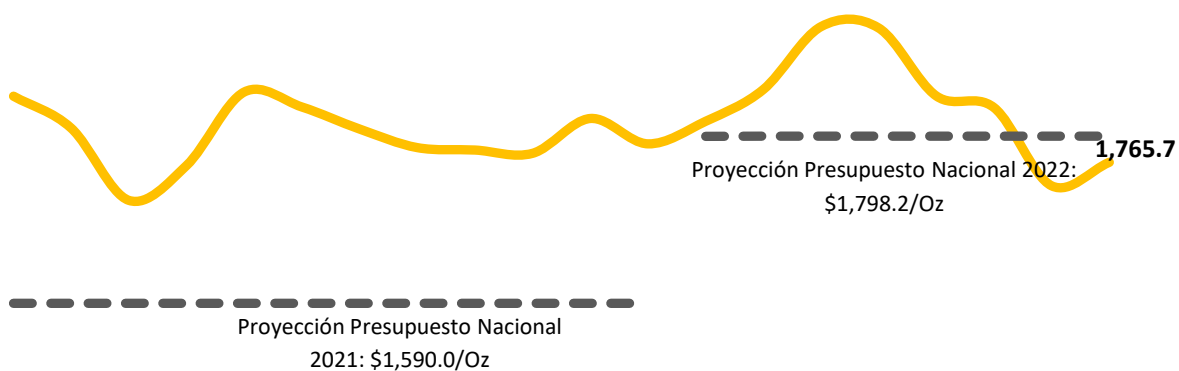 1,765.7
Proyección Presupuesto Nacional 2022:
$1,798.2/Oz
Proyección Presupuesto Nacional
2021: $1,590.0/Oz